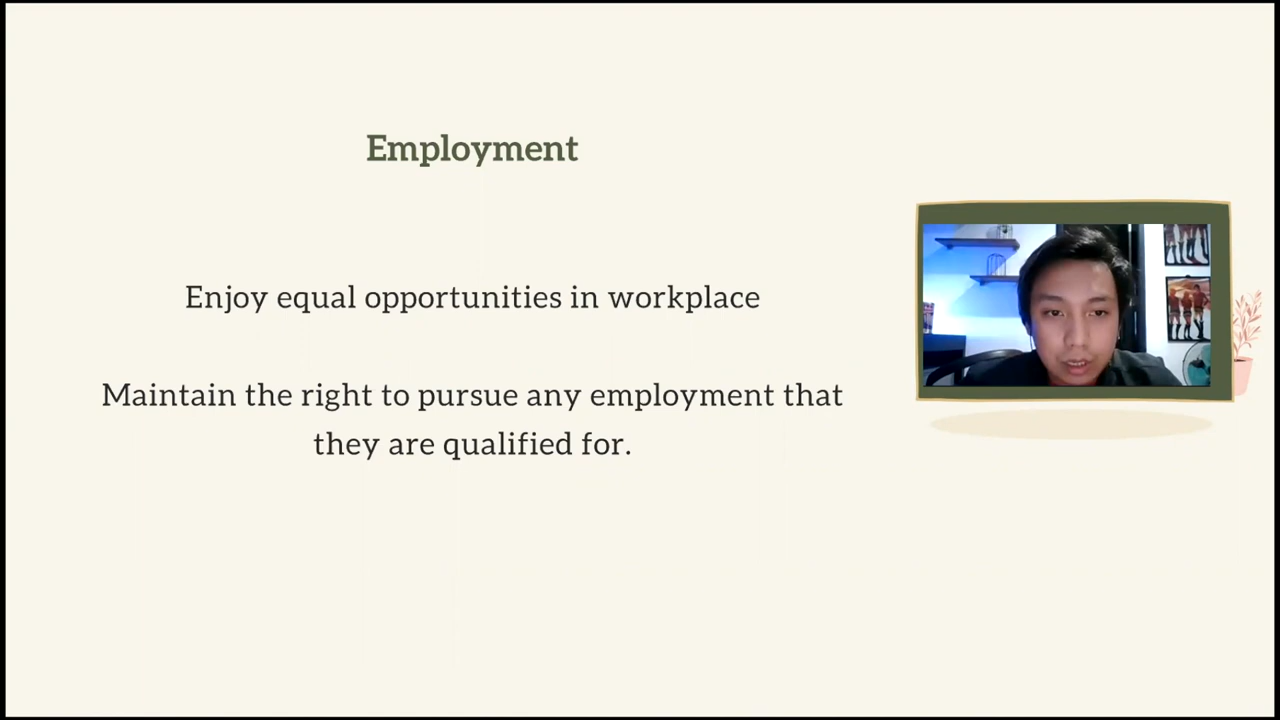 Employment
Enjoy equal opportunities in workplace
Maintain the right to pursue any employment that
they are qualified for.